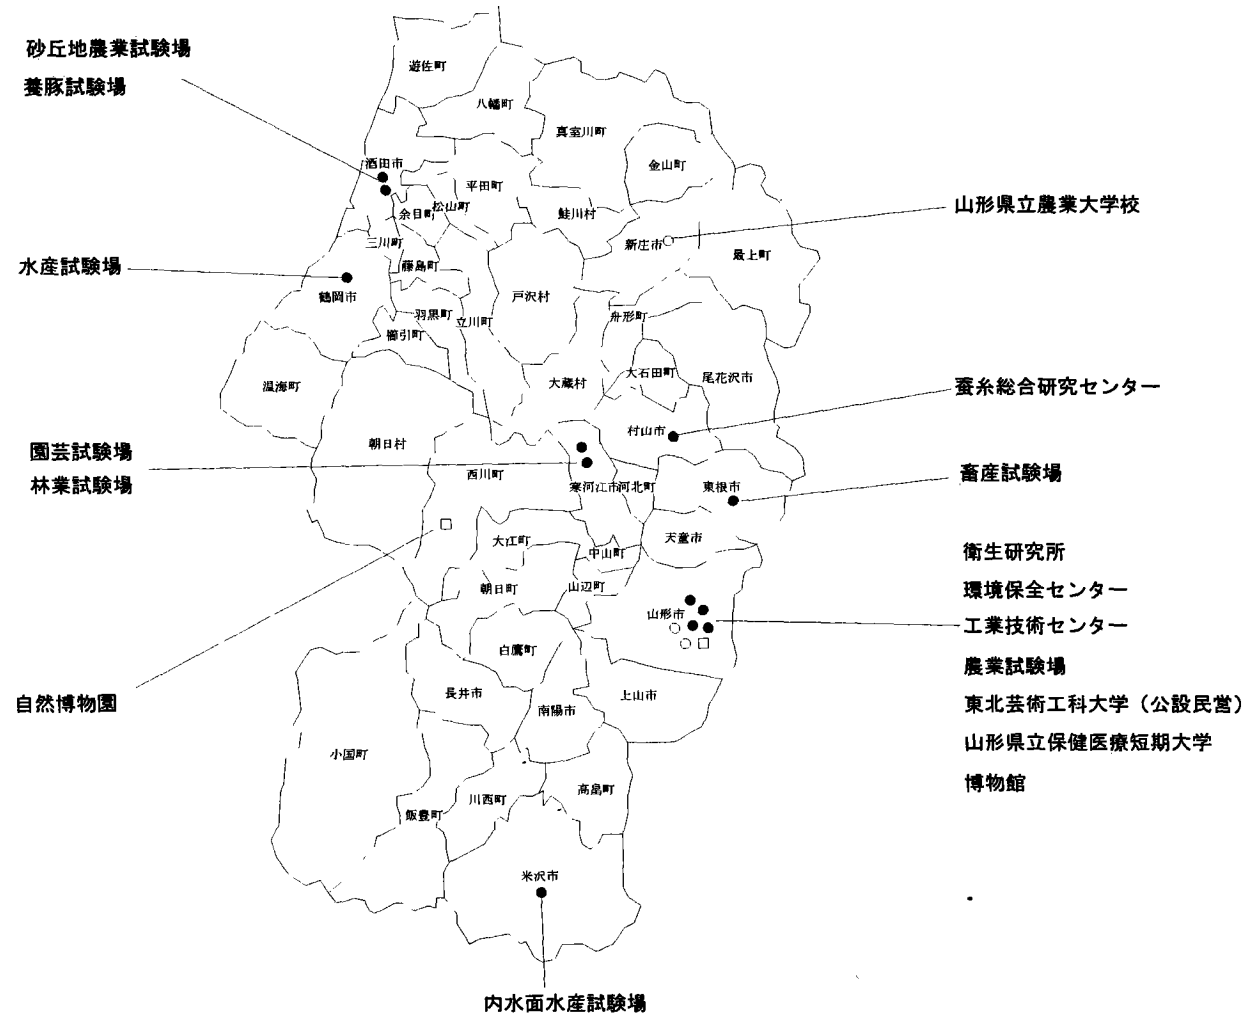 砂丘地農業試験場
養豚試験場
水産試験場
園芸試験場
林業試験場
自然博物園
遊佐町
八幡町
真室川町
金山町
酒田市
平田町
松山町
余目町
鮭川村
新庄市
最上町
三川町
藤島町
鶴岡市
戸沢村
羽黒町
立川町
舟形町
櫛引町
温海町
大蔵村
大石田町
尾花沢市
朝日村
村山市
西川町
寒河江市
河北町
東根市
大江町
中山町
天童市
朝日町
山辺町
山形市
白鷹町
長井市
南陽市
上山市
小国町
飯豊町
川西町
高畠町
米沢市
山形県立農業大学校
蚕糸総合研究センター
畜産試験場
衛生研究所
環境保全センター
工業技術センター
農業試験場
東北芸術工科大学（公設民営）
山形県立保健医療短期大学
博物館
内水面水産試験場